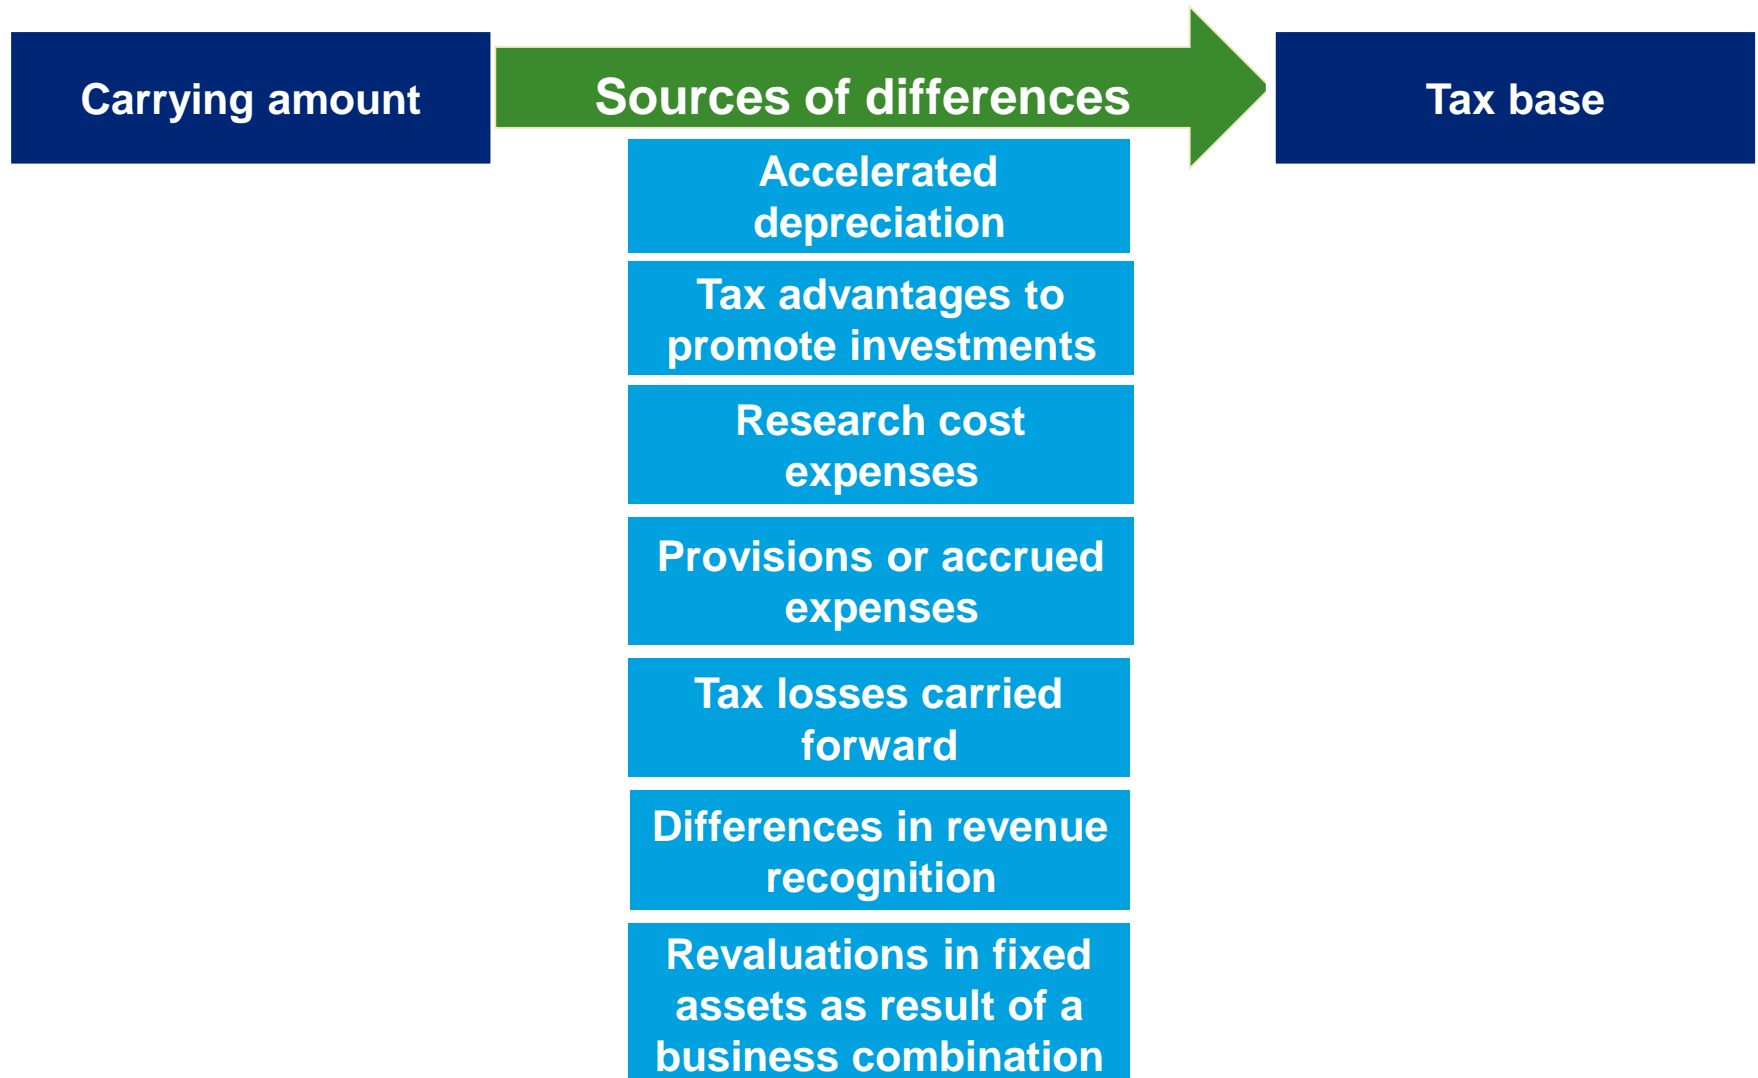 Carrying amount
Sources of differences
Tax base
Accelerated
depreciation
Tax advantages to
promote investments
Research cost
expenses
Provisions or accrued
expenses
Tax losses carried
forward
Differences in revenue
recognition
Revaluations in fixed
assets as result of a
business combination